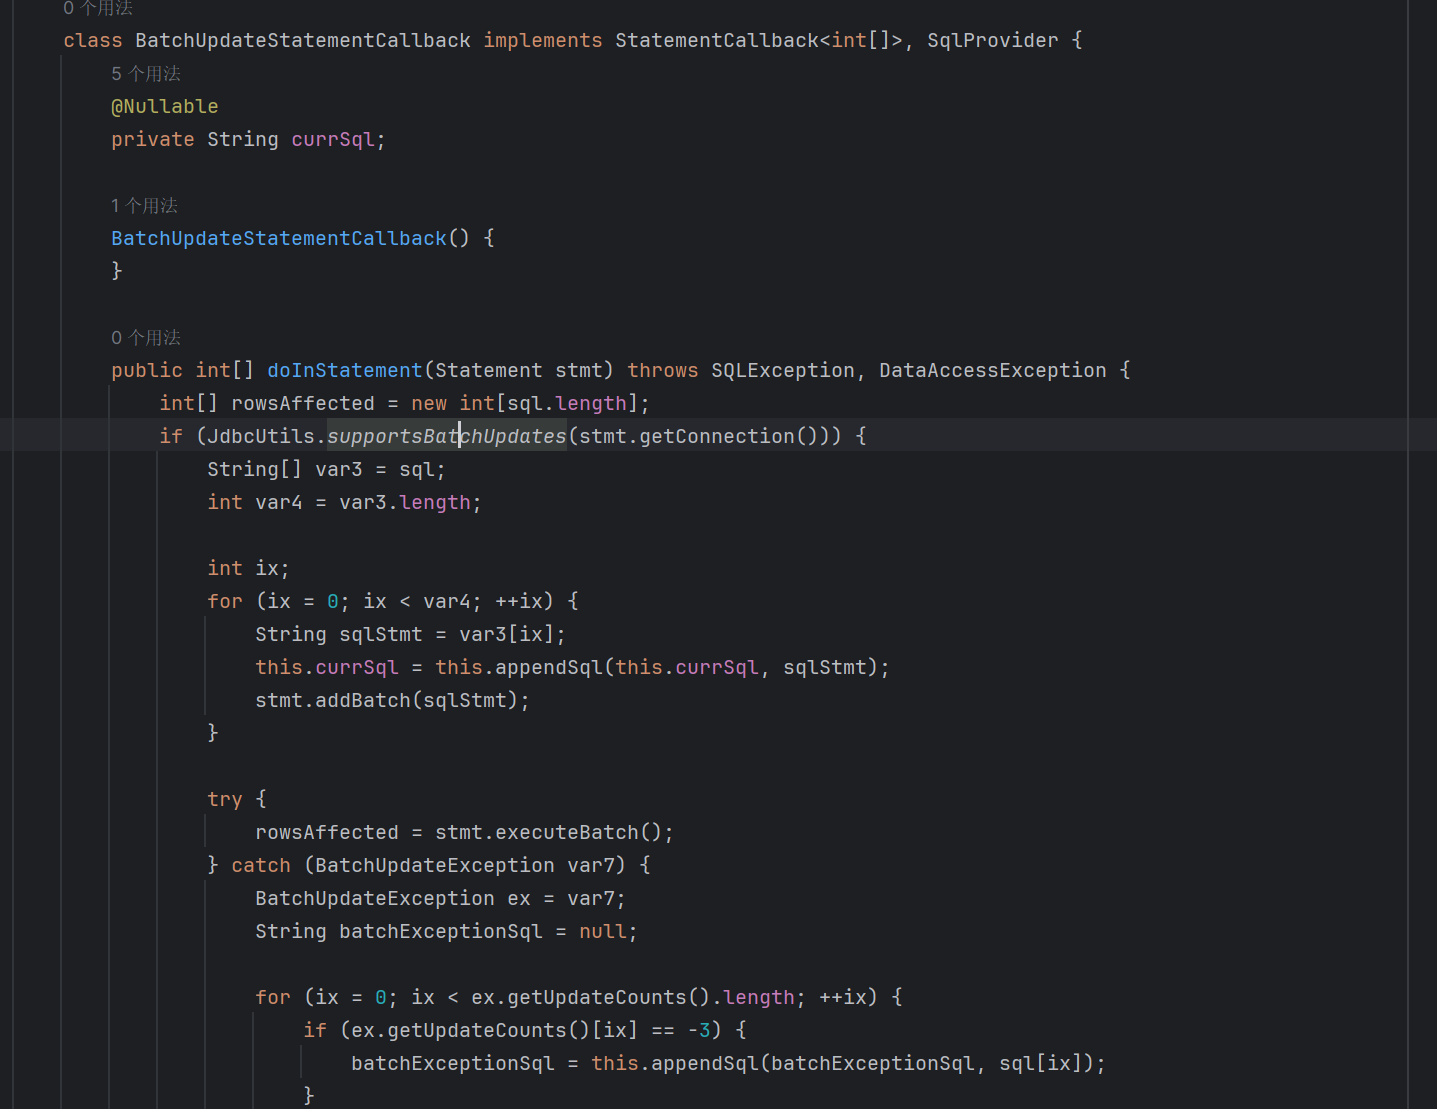 0 个用法
class BatchUpdateStatementCallback implements StatementCallback<int[]>, SqlProvider {
5 个用法
@Nullable
private String currSql;
1 个用法
BatchUpdateStatementCallback() {
}
0 个用法
public int[] doInStatement(Statement stmt) throws SQLException, DataAccessException {
int[] rowsAffected = new int[sql.length];
if (JdbcUtils.supportsBatchUpdates(stmt.getConnection())) {
String[] var3 = sql;
int var4 = var3.length;
int ix;
for (ix = 0; ix < var4; ++ix) {
String sqlStmt = var3[ix];
this.currSql = this.appendSql(this.currSql, sqlStmt);
stmt.addBatch(sqlStmt);
}
try {
rowsAffected = stmt.executeBatch();
} catch (BatchUpdateException var7) {
BatchUpdateException ex = var7;
String batchExceptionSql = null;
for (ix = 0; ix < ex.getUpdateCounts().length; ++ix) {
if (ex.getUpdateCounts()[ix] == -3) {
batchExceptionSql = this.appendSql(batchExceptionSql, sql[ix]);
}